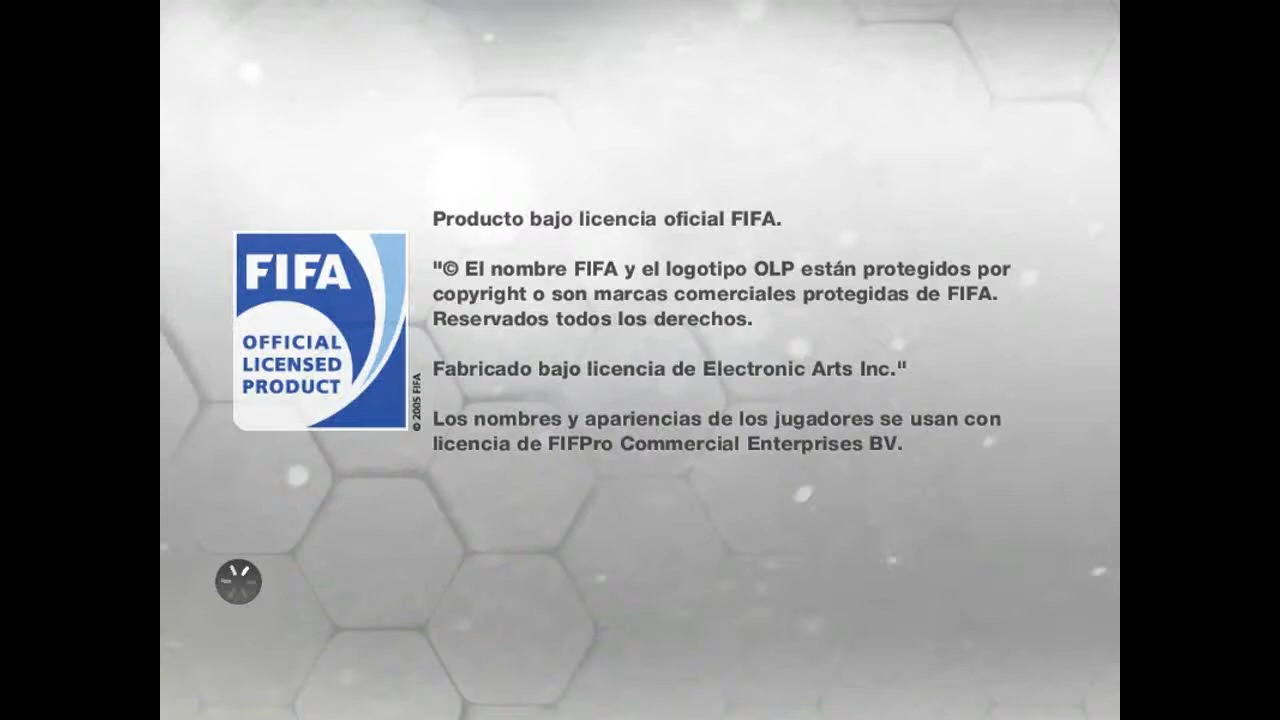 Producto bajo licencia oficial FIFA.
"© El nombre FIFA y el logotipo OLP están protegidos por
copyright o son marcas comerciales protegidas de FIFA.
Reservados todos los derechos.
Fabricado bajo licencia de Electronic Arts Inc."
Los nombres y apariencias de los jugadores se usan con
licencia de FIFPro Commercial Enterprises BV.
FIFA
OFFICIAL
LICENSED
PRODUCT
© 2005 FIFA